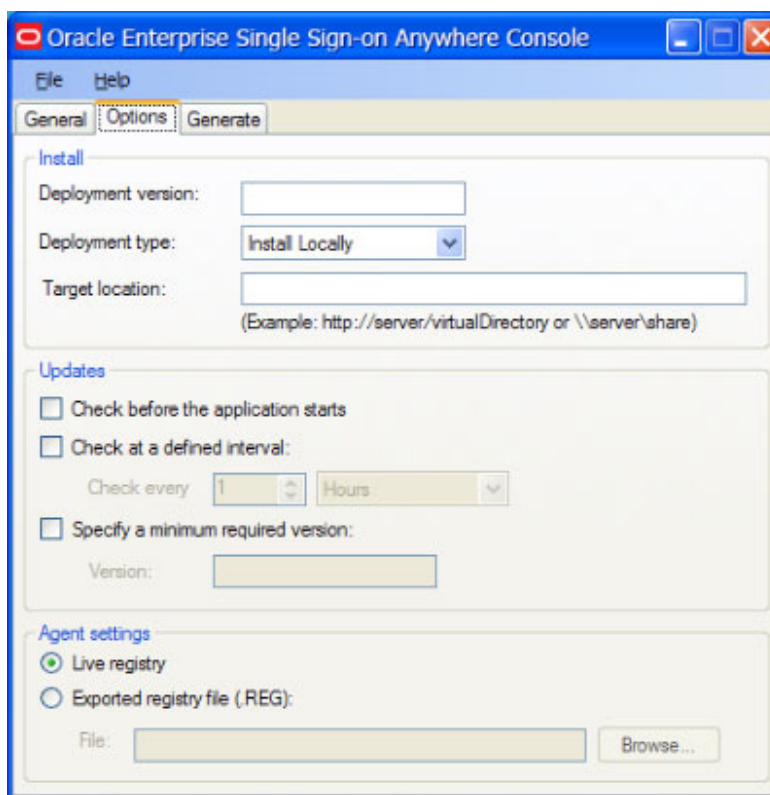 Oracle Enterprise Single Sign-on Anywhere Console
File Help
General Options Generate
Install
Deployment version:
Deployment type: Install Locally
Target location:
(Example: http://server/virtualDirectory or \\server\share)
Updates
Check before the application starts
Check at a defined interval:
Check every 1 Hours
Specify a minimum required version:
Version:
Agent settings
Live registry
Exported registry file (.REG):
File: Browse...